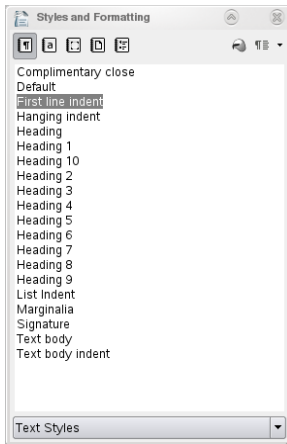 Styles and Formatting
Complimentary close
Default
First line indent
Hanging indent
Heading
Heading 1
Heading 10
Heading 2
Heading 3
Heading 4
Heading 5
Heading 6
Heading 7
Heading 8
Heading 9
List Indent
Marginalia
Signature
Text body
Text body indent
Text Styles